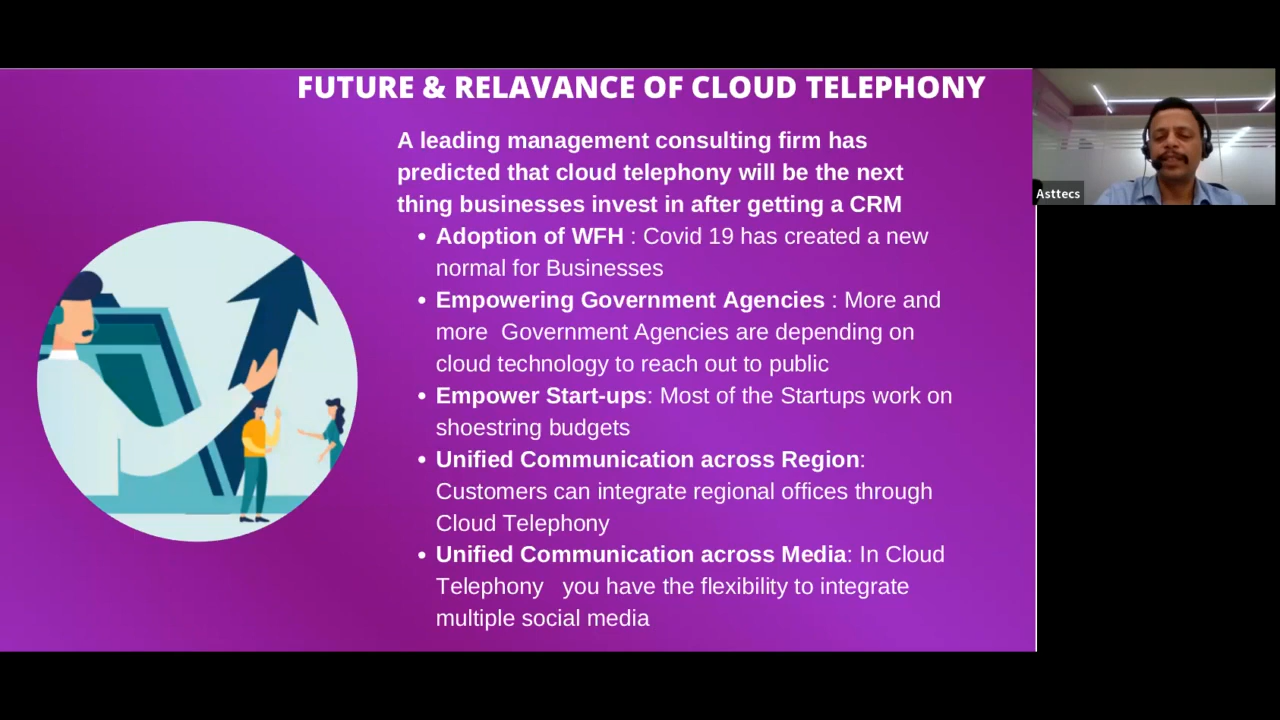 FUTURE & RELAVANCE OF CLOUD TELEPHONY
A leading management consulting firm has
predicted that cloud telephony will be the next
thing businesses invest in after getting a CRM
• Adoption of WFH : Covid 19 has created a new
normal for Businesses
• Empowering Government Agencies : More and
more  Government Agencies are depending on
cloud technology to reach out to public
• Empower Start-ups: Most of the Startups work on
shoestring budgets
• Unified Communication across Region:
Customers can integrate regional offices through
Cloud Telephony
• Unified Communication across Media: In Cloud
Telephony   you have the flexibility to integrate
multiple social media
Asttecs